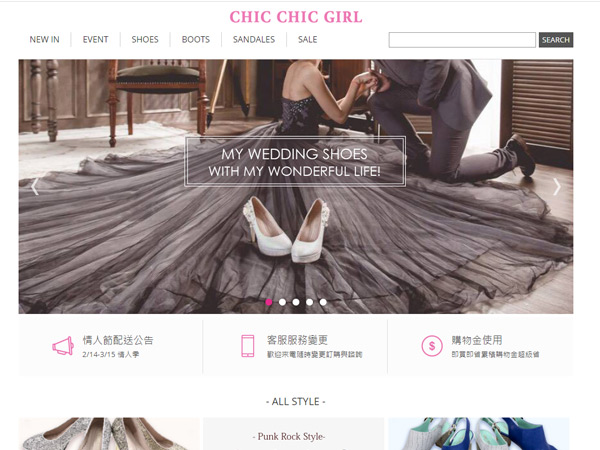 CHIC CHIC GIRL
NEW IN
EVENT
SHOES
BOOTS
SANDALES
SALE
SEARCH
MY WEDDING SHOES
WITH MY WONDERFUL LIFE!
情人節配送公告
2/14-3/15 情人季
客服服務變更
歡迎來電隨時變更訂購與諮詢
購物金使用
即買即省累積購物金超級省
- ALL STYLE -
- Punk Rock Style-